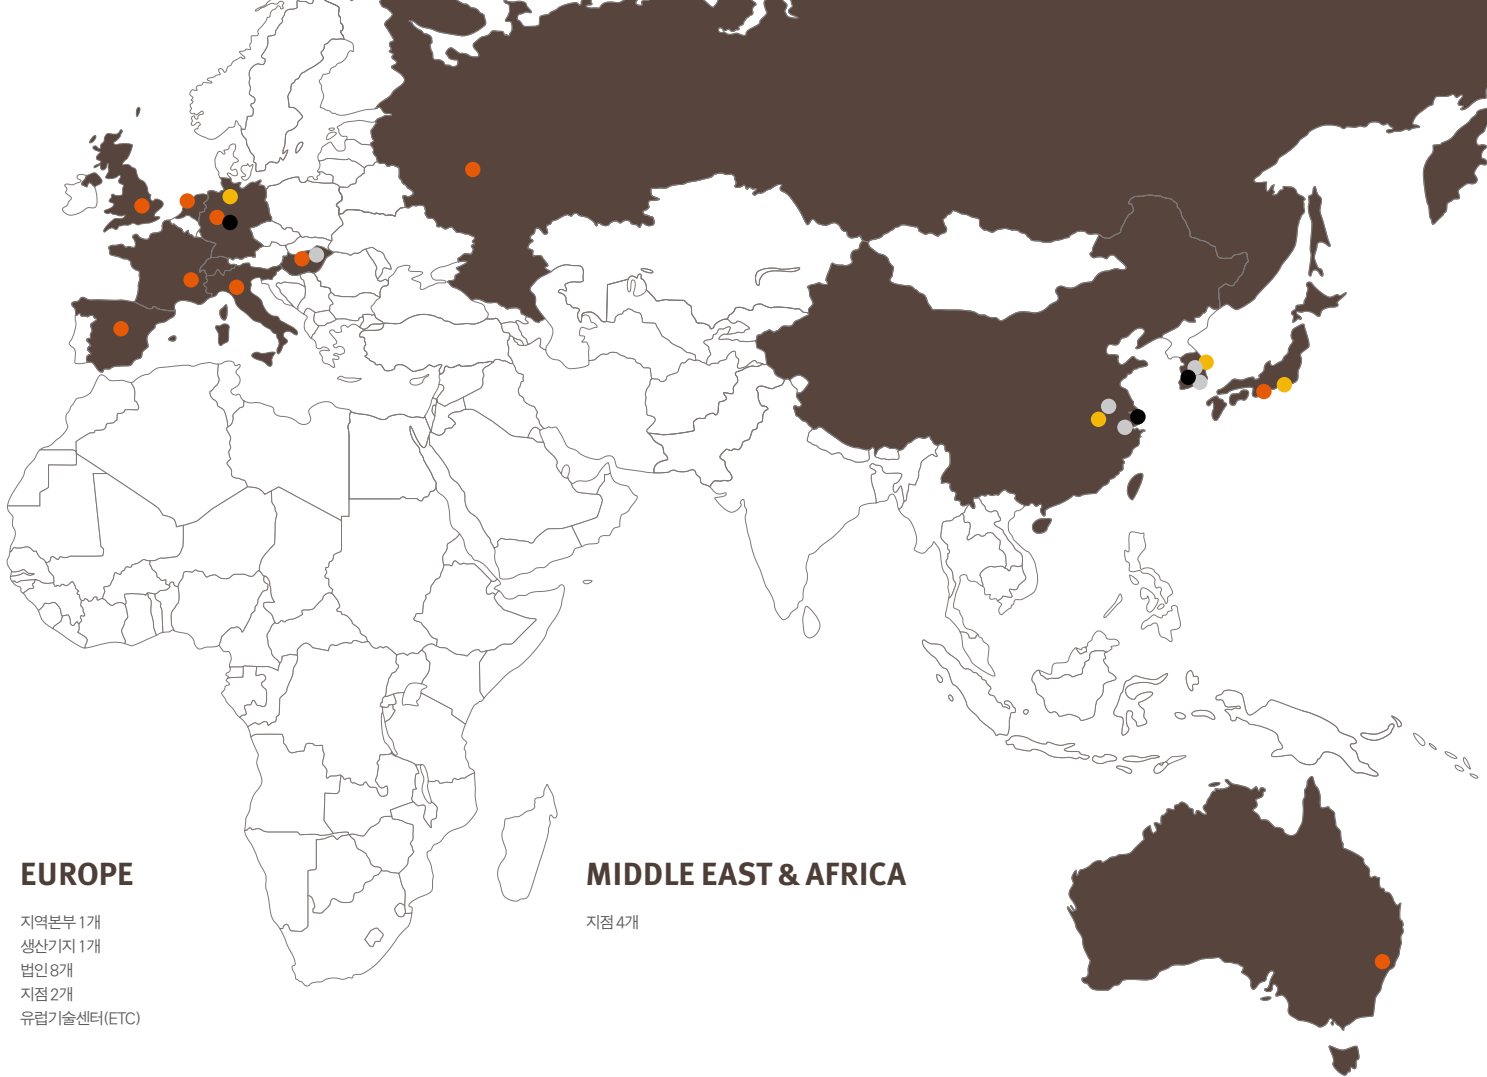 EUROPE
지역본부 1개
생산기지 1개
법인 8개
지점 2개
유럽기술센터(ETC)
MIDDLE EAST & AFRICA
지점 4개